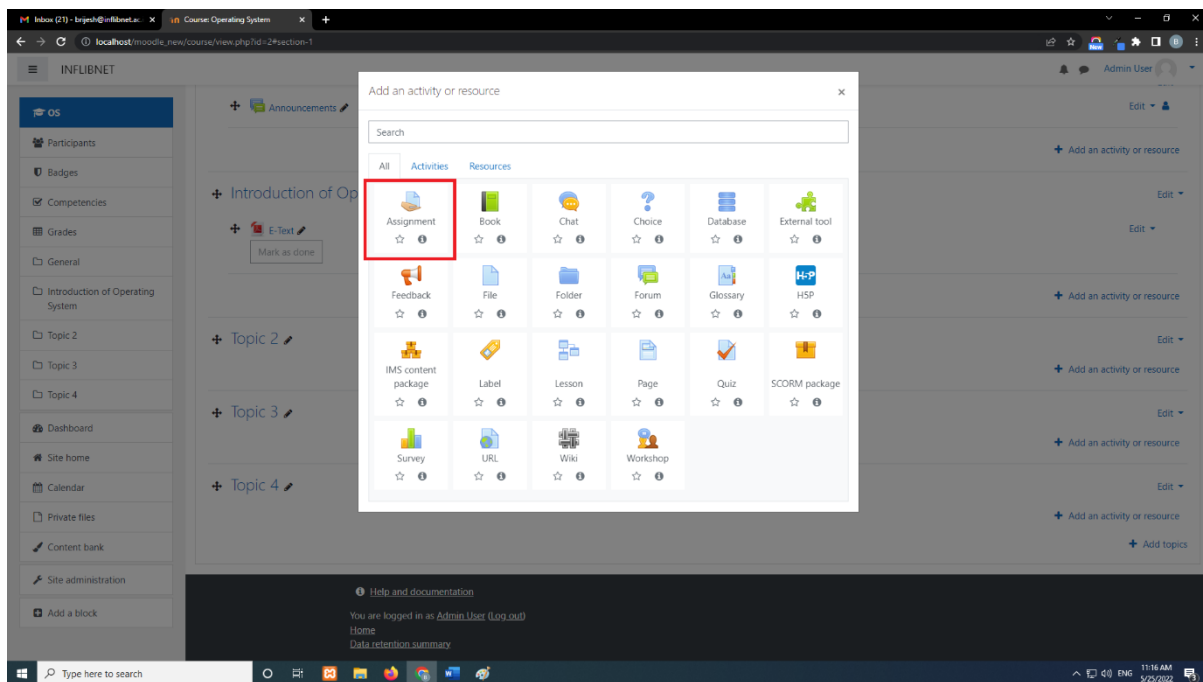 Inbox (21) - brijesh@inflibnet.ac. X
Course: Operating System X +
localhost/moodle_new/course/view.php?id=2#section-1
New
B
INFLIBNET
Admin User
OS
Participants
Badges
Competencies
Grades
General
Introduction of Operating
System
Topic 2
Topic 3
Topic 4
Dashboard
Site home
Calendar
Private files
Content bank
Site administration
Add a block
Announcements
Edit
+ Add an activity or resource
Introduction of Op
Edit
E-Text
Edit
Mark as done
+ Add an activity or resource
Topic 2
Edit
+ Add an activity or resource
Topic 3
Edit
+ Add an activity or resource
Topic 4
Edit
+ Add an activity or resource
+ Add topics
Add an activity or resource ×
Search
All Activities Resources
Assignment Book Chat Choice Database External tool
Aa
H5P
Feedback File Folder Forum Glossary H5P
IMS content
package Label Lesson Page Quiz SCORM package
Survey URL Wiki Workshop
Help and documentation
You are logged in as Admin User (Log out)
Home
Data retention summary
Type here to search
ENG
11:16 AM
5/25/2022